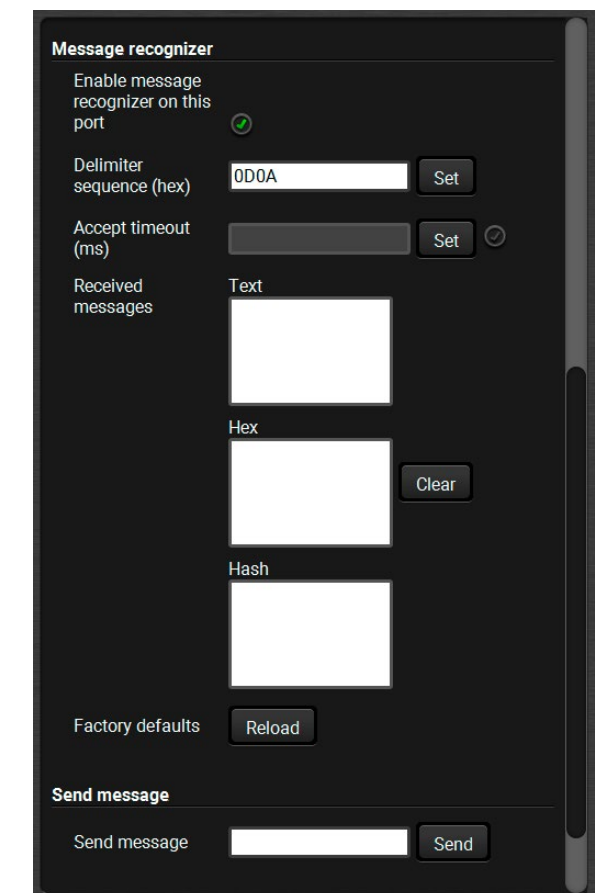 Message recognizer
Enable message
recognizer on this
port
Delimiter
sequence (hex)
0D0A
Set
Accept timeout
(ms)
Set
Received
messages
Text
Hex
Clear
Hash
Factory defaults
Reload
Send message
Send message
Send